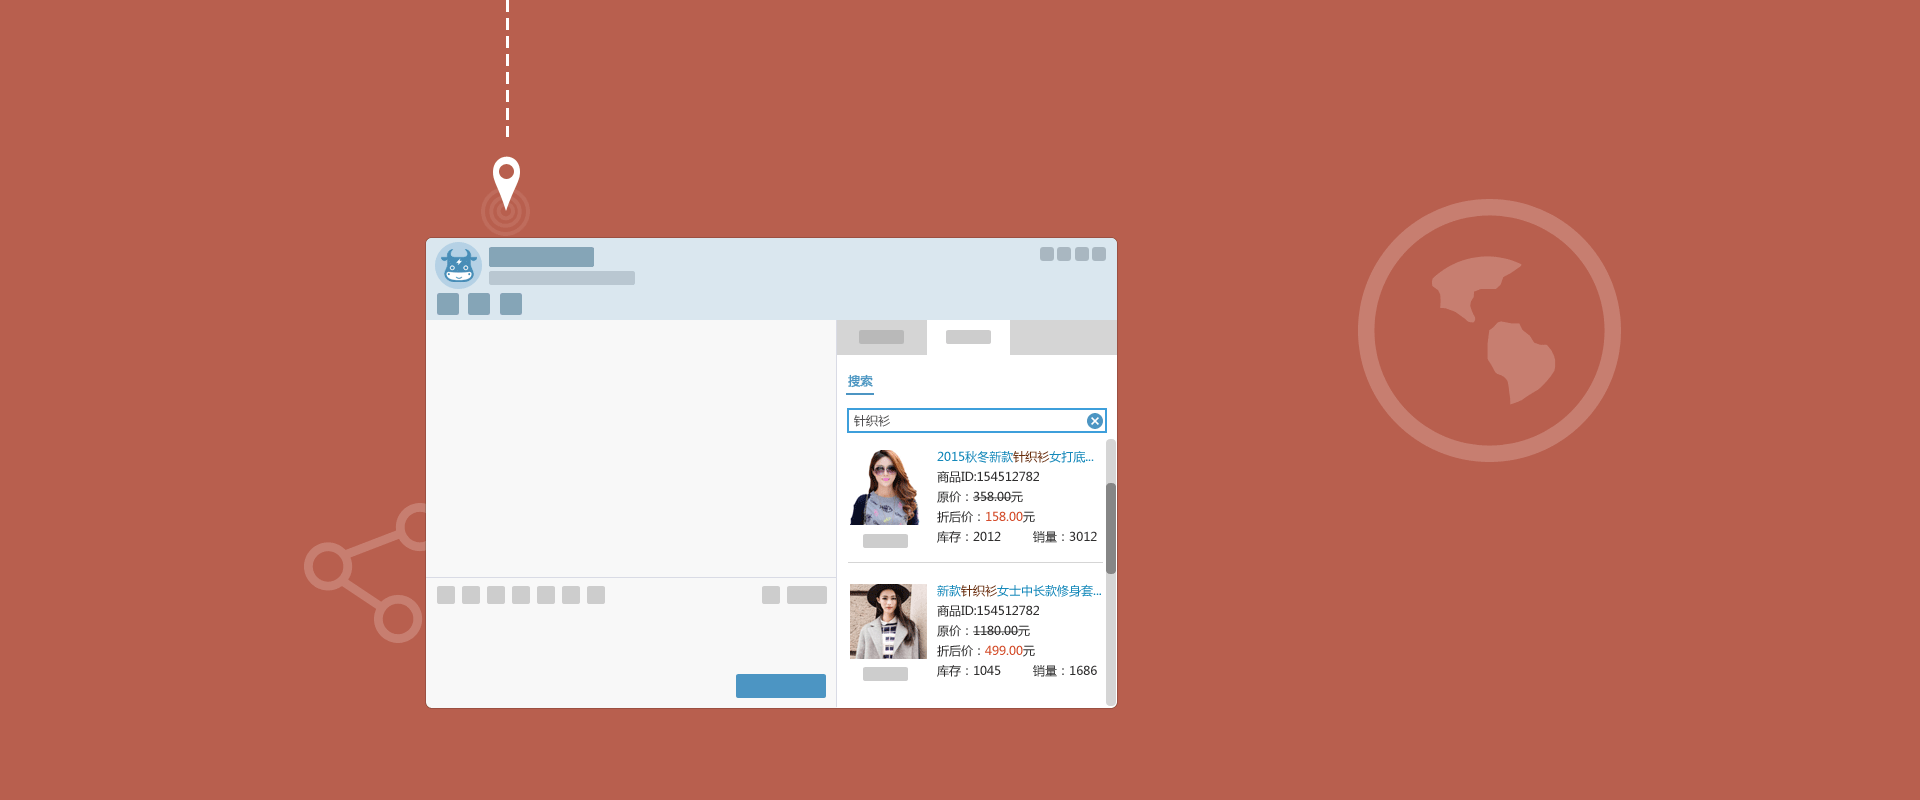 搜索
针织衫
2015秋冬新款针织衫女打底...
商品ID:154512782
原价：358.00元
折后价：158.00元
库存：2012 销量：3012
新款针织衫女士中长款修身套...
商品ID:154512782
原价：1180.00元
折后价：499.00元
库存：1045 销量：1686